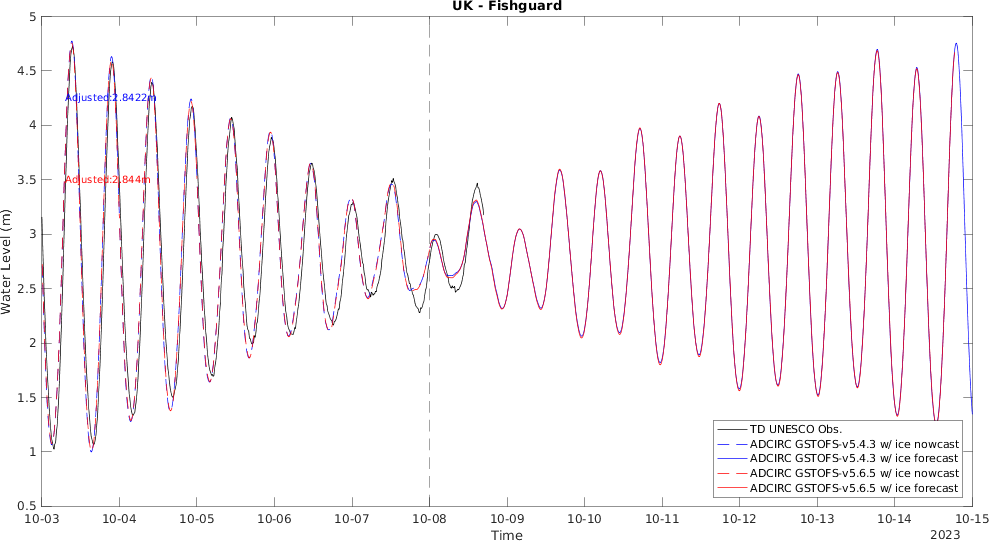 UK - Fishguard
5
4.5
4
3.5
3
2.5
2
1.5
1
0.5
Water Level (m)
Adjusted:2.8422m
Adjusted:2.844m
TD UNESCO Obs.
ADCIRC GSTOFS-v5.4.3 w/ ice nowcast
ADCIRC GSTOFS-v5.4.3 w/ ice forecast
ADCIRC GSTOFS-v5.6.5 w/ ice nowcast
ADCIRC GSTOFS-v5.6.5 w/ ice forecast
10-03 10-04 10-05 10-06 10-07 10-08 10-09 10-10 10-11 10-12 10-13 10-14 10-15
Time
2023